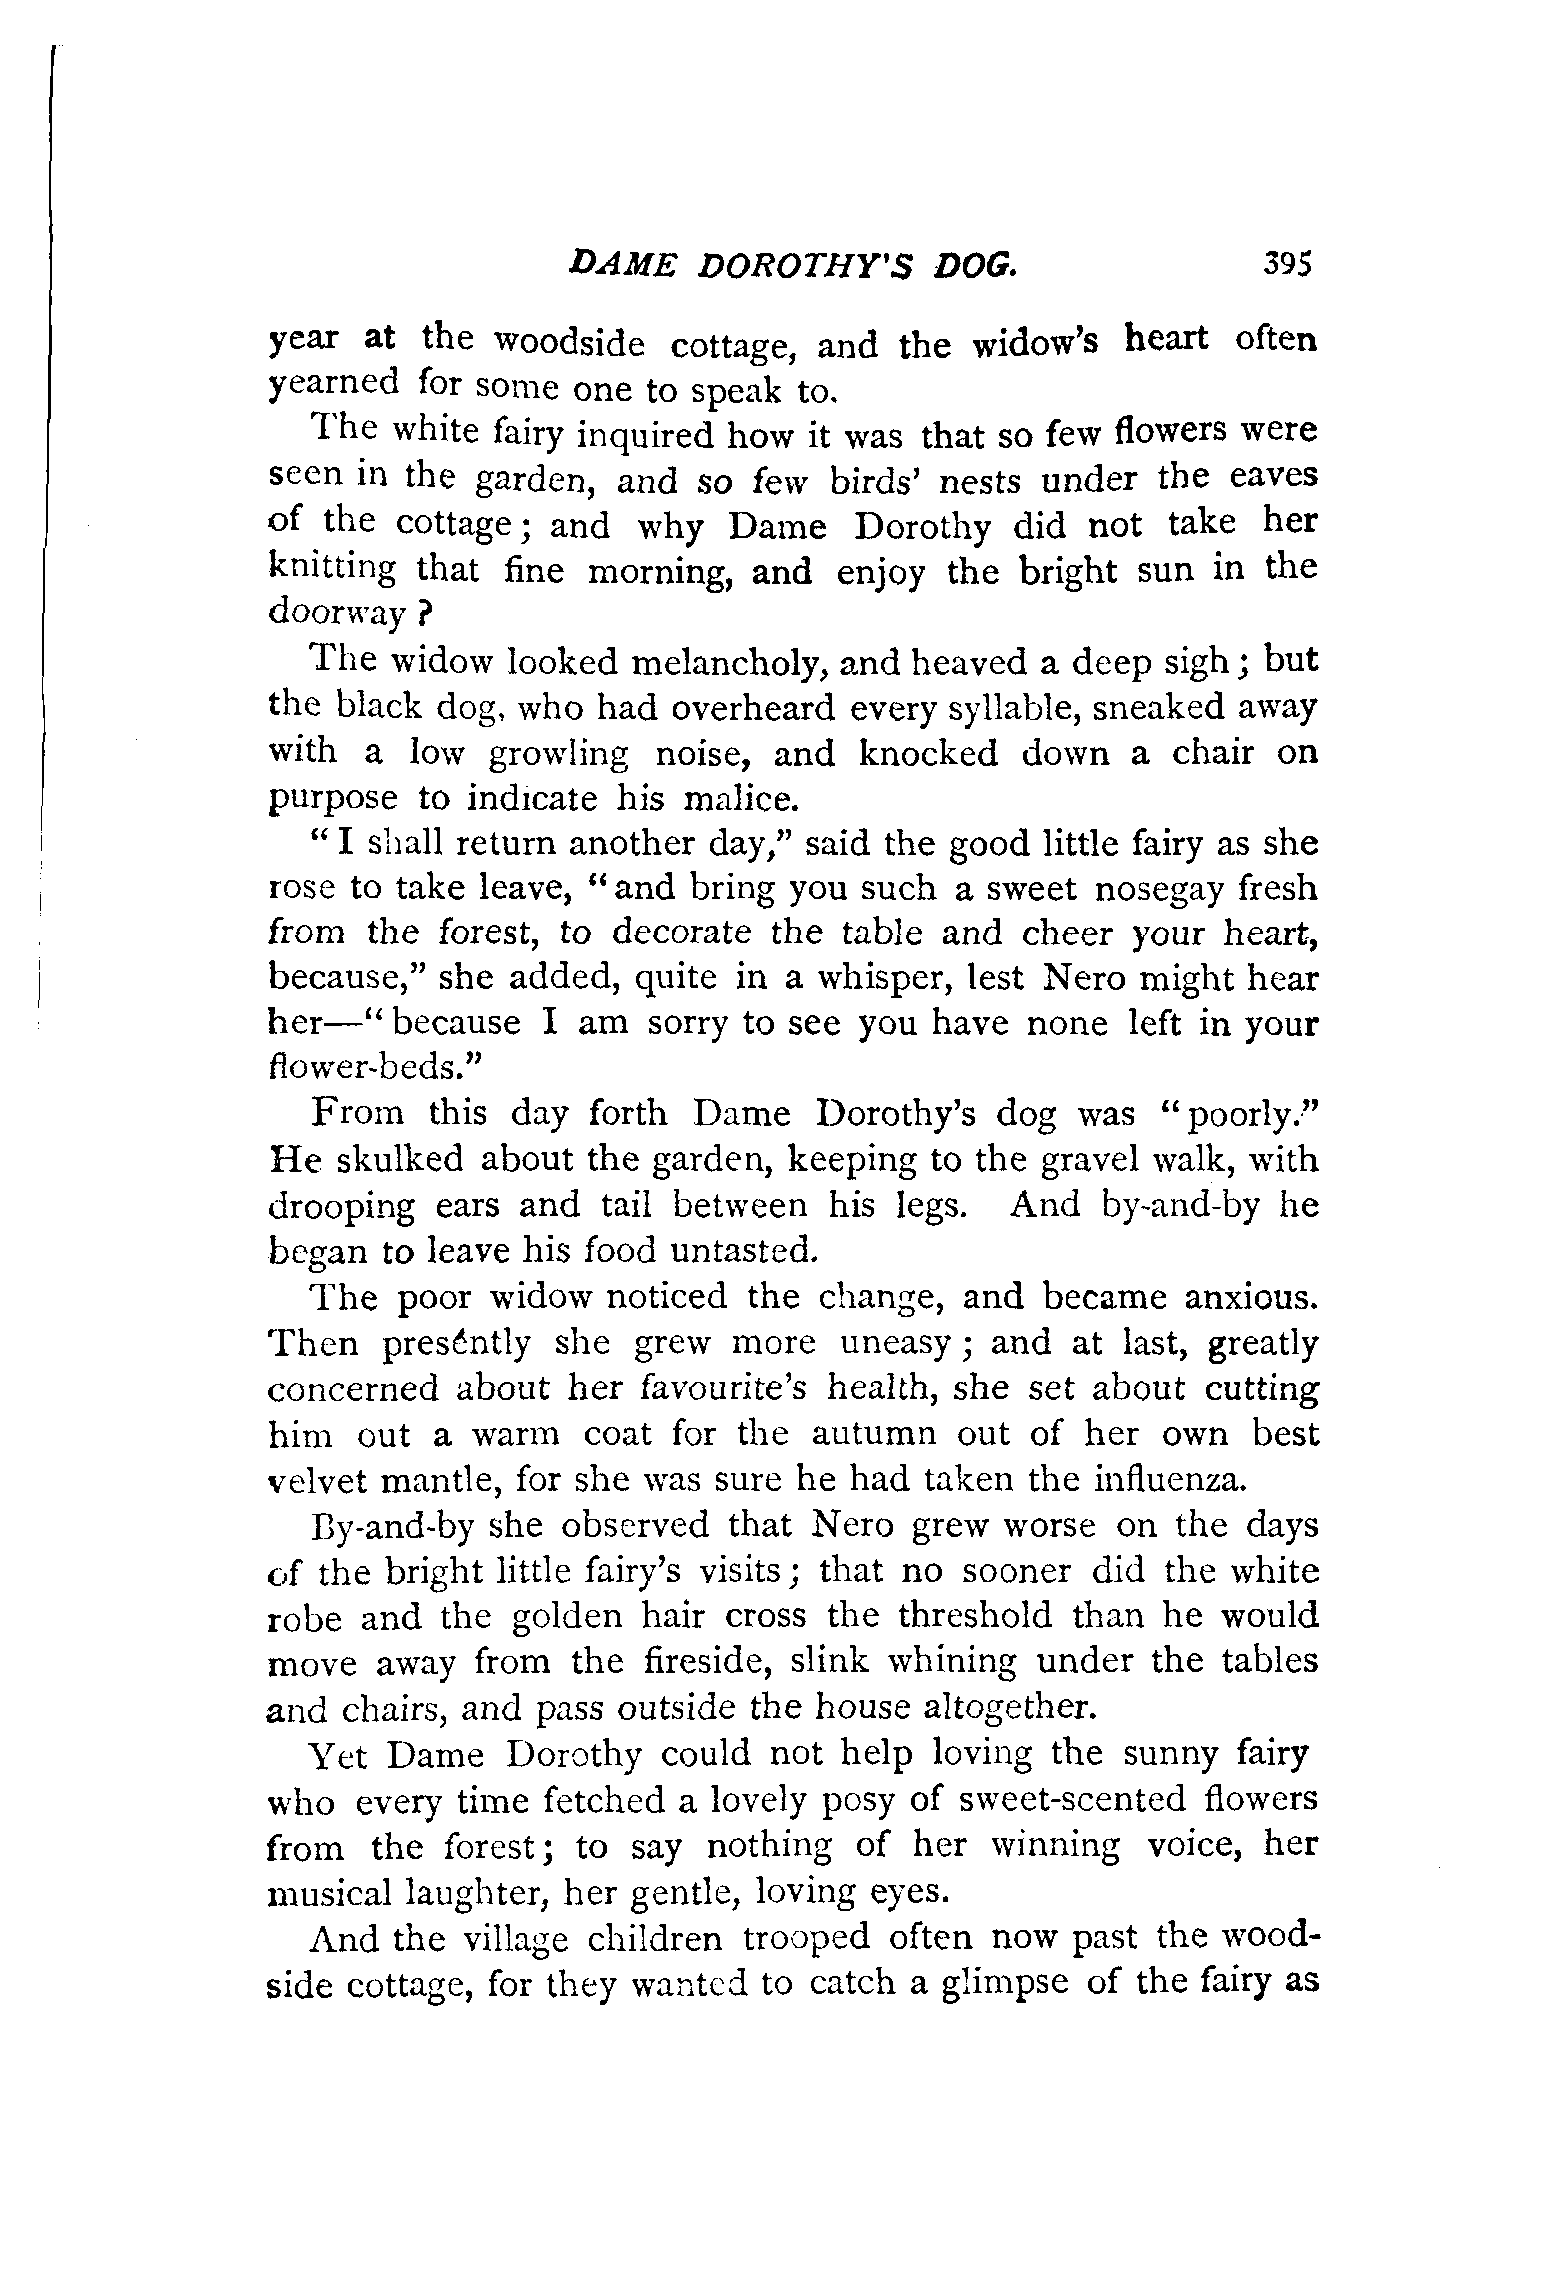 DAME DOROTHY'S DOG. 395
year at the woodside cottage, and the widow's heart often
yearned for some one to speak to.
The white fairy inquired how it was that so few flowers were
seen in the garden, and so few birds' nests under the eaves
of the cottage; and why Dame Dorothy did not take her
knitting that fine morning, and enjoy the bright sun in the
doorway?
The widow looked melancholy, and heaved a deep sigh; but
the black dog, who had overheard every syllable, sneaked away
with a low growling noise, and knocked down a chair on
purpose to indicate his malice.
"I shall return another day," said the good little fairy as she
rose to take leave, "and bring you such a sweet nosegay fresh
from the forest, to decorate the table and cheer your heart,
because," she added, quite in a whisper, lest Nero might hear
her—"because I am sorry to see you have none left in your
flower-beds."
From this day forth Dame Dorothy's dog was "poorly."
He skulked about the garden, keeping to the gravel walk, with
drooping ears and tail between his legs. And by-and-by he
began to leave his food untasted.
The poor widow noticed the change, and became anxious.
Then presently she grew more uneasy; and at last, greatly
concerned about her favourite's health, she set about cutting
him out a warm coat for the autumn out of her own best
velvet mantle, for she was sure he had taken the influenza.
By-and-by she observed that Nero grew worse on the days
of the bright little fairy's visits; that no sooner did the white
robe and the golden hair cross the threshold than he would
move away from the fireside, slink whining under the tables
and chairs, and pass outside the house altogether.
Yet Dame Dorothy could not help loving the sunny fairy
who every time fetched a lovely posy of sweet-scented flowers
from the forest; to say nothing of her winning voice, her
musical laughter, her gentle, loving eyes.
And the village children trooped often now past the wood-
side cottage, for they wanted to catch a glimpse of the fairy as